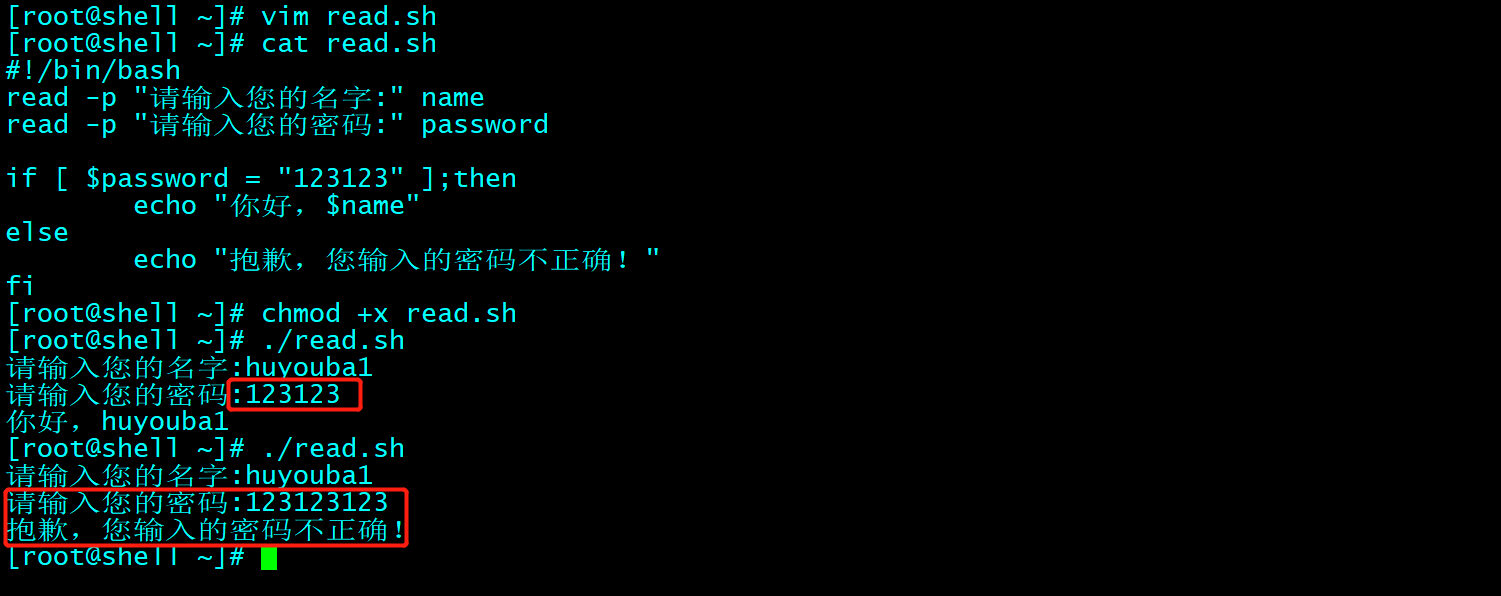 [root@shell ~]# vim read.sh
[root@shell ~]# cat read.sh
#!/bin/bash
read -p "请输入您的名字:" name
read -p "请输入您的密码:" password
if [ $password = "123123" ];then
echo "你好，$name"
else
echo "抱歉，您输入的密码不正确！"
fi
[root@shell ~]# chmod +x read.sh
[root@shell ~]# ./read.sh
请输入您的名字:huyouba1
请输入您的密码:123123
你好，huyouba1
[root@shell ~]# ./read.sh
请输入您的名字:huyouba1
请输入您的密码:123123123
抱歉，您输入的密码不正确！
[root@shell ~]#